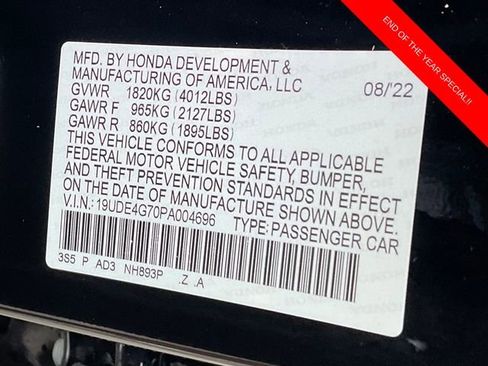 END OF THE YEAR SPECIAL!!
MFD. BY HONDA DEVELOPMENT &
MANUFACTURING OF AMERICA, LLC
08/'22
GVWR 1820KG (4012LBS)
GAWR F 965KG (2127LBS)
GAWR R 860KG (1895LBS)
THIS VEHICLE CONFORMS TO ALL APPLICABLE
FEDERAL MOTOR VEHICLE SAFETY, BUMPER,
AND THEFT PREVENTION STANDARDS IN EFFECT
ON THE DATE OF MANUFACTURE SHOWN ABOVE.
V.I.N.: 19UDE4G70PA004696 TYPE: PASSENGER CAR
3S5 P AD3 NH893P .Z .A